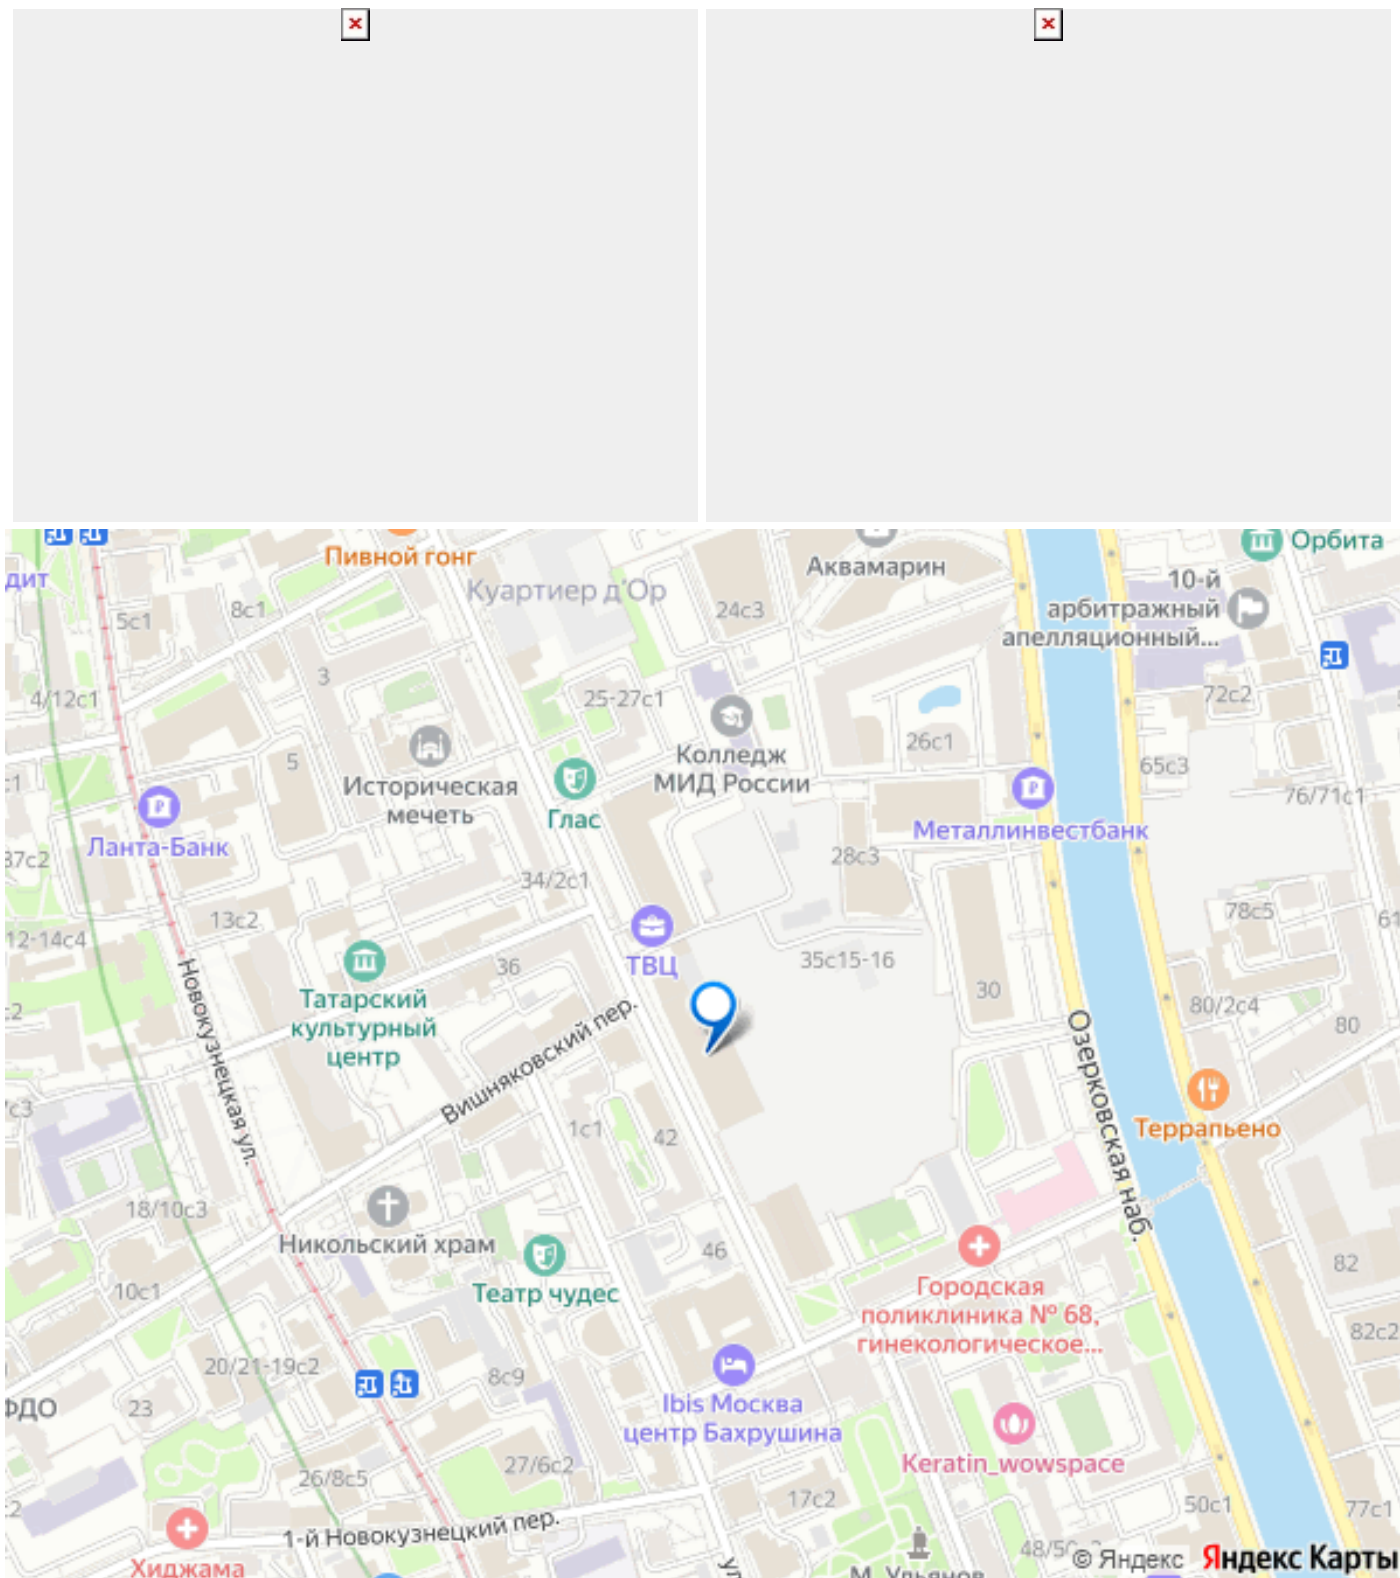 Пивной гонг
дит
Куартиер д'Ор
Аквамарин
Орбита
10-й
арбитражный
апелляционный...
5с1
8с1
24с3
3
4/12с1
25-27с1
72с2
26с1
5
Колледж
МИД России
Историческая
мечеть
65с3
76/71с1
Глас
Ланта-Банк
Металлинвестбанк
37с2
28с3
34/2с1
13с2
78с5
61
12-14с4
ТВЦ
35с15-16
36
30
Татарский
культурный
центр
Новокузнецкая ул.
Вишняковский пер.
80/2с4
80
Озерковская наб.
Террапьено
1с1
42
18/10с3
Никольский храм
46
Театр чудес
Городская
поликлиника № 68,
гинекологическое...
82
10с1
82с2
20/21-19с2
8с9
Ibis Москва
центр Бахрушина
ФДО
23
Keratin_wowspace
26/8с5
27/6с2
17с2
50с1
77с1
1-й Новокузнецкий пер.
Хиджама
ул
М. Ульянов
© Яндекс
Яндекс Карты